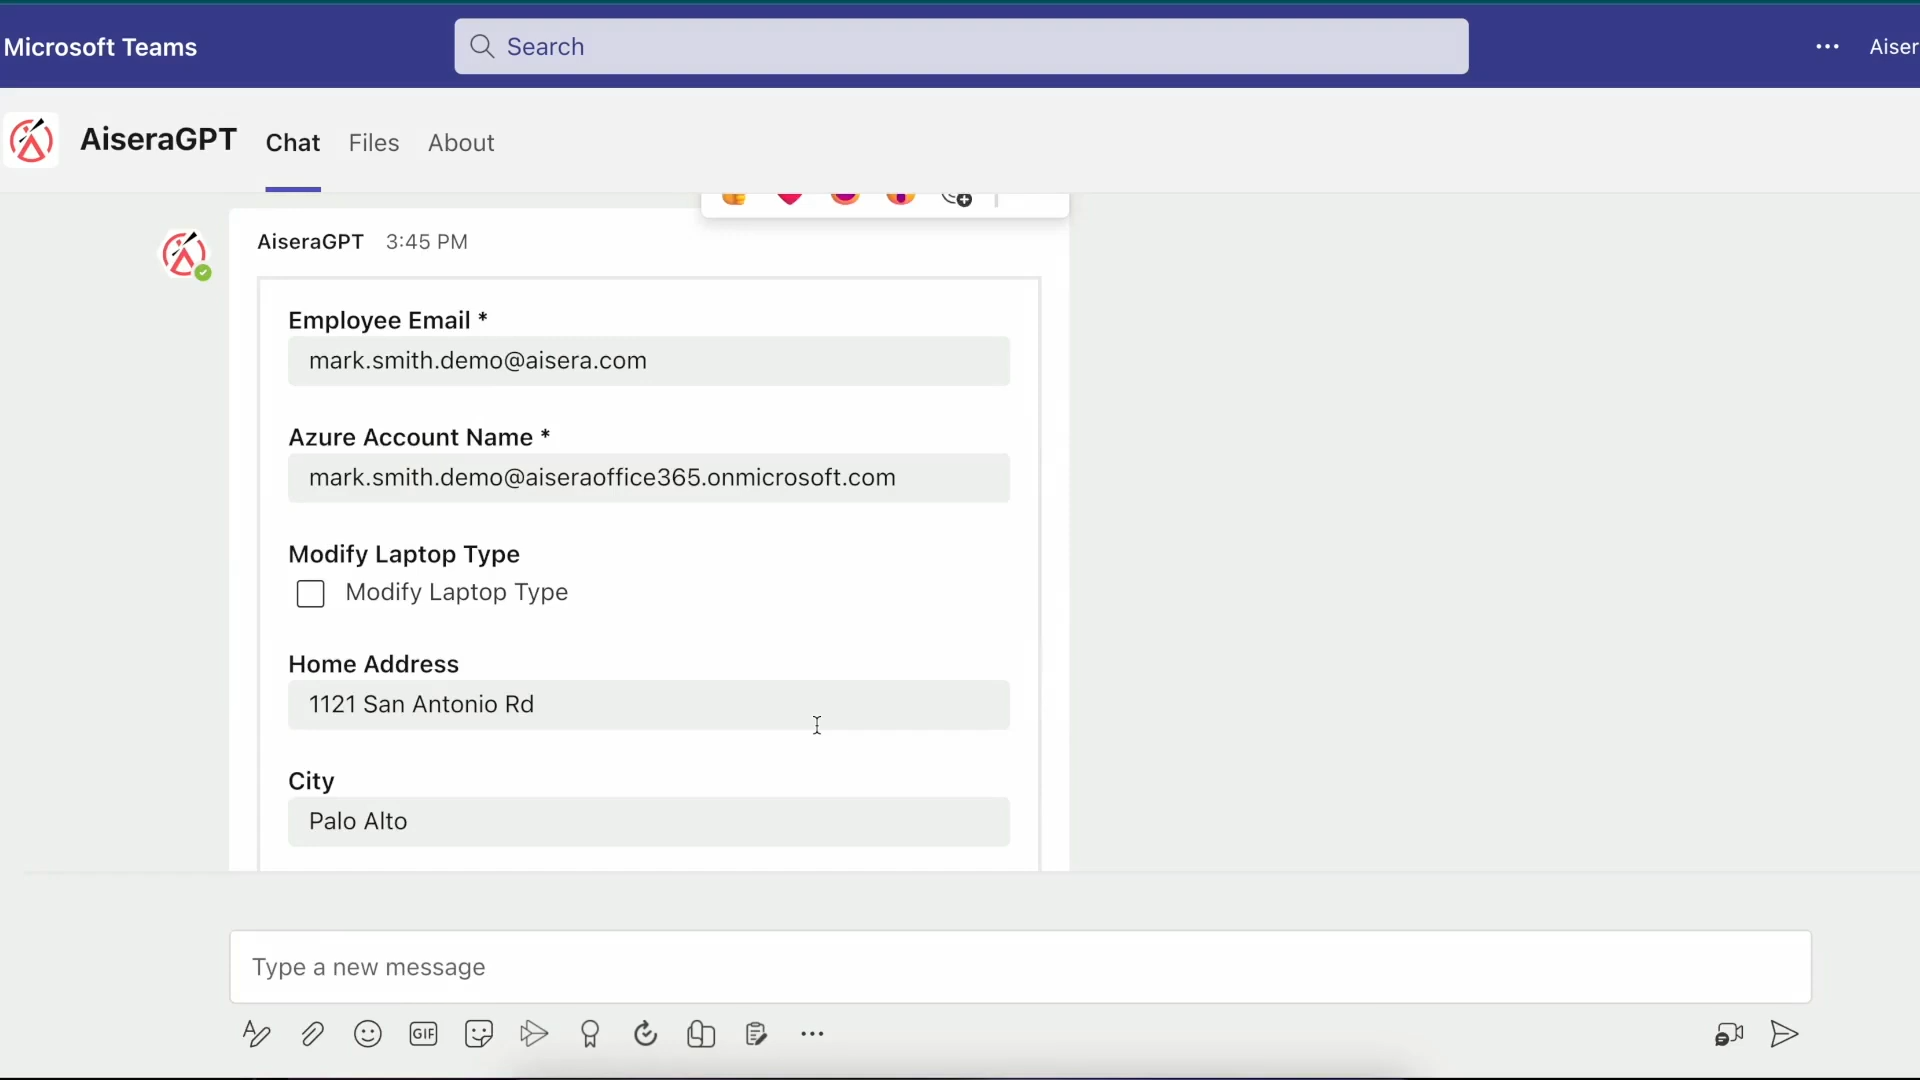 Microsoft Teams
Search
Aiser
AiseraGPT
Chat
Files
About
AiseraGPT 3:45 PM
Employee Email *
mark.smith.demo@aisera.com
Azure Account Name *
mark.smith.demo@aiseraoffice365.onmicrosoft.com
Modify Laptop Type
Modify Laptop Type
Home Address
1121 San Antonio Rd
City
Palo Alto
Type a new message
GIF